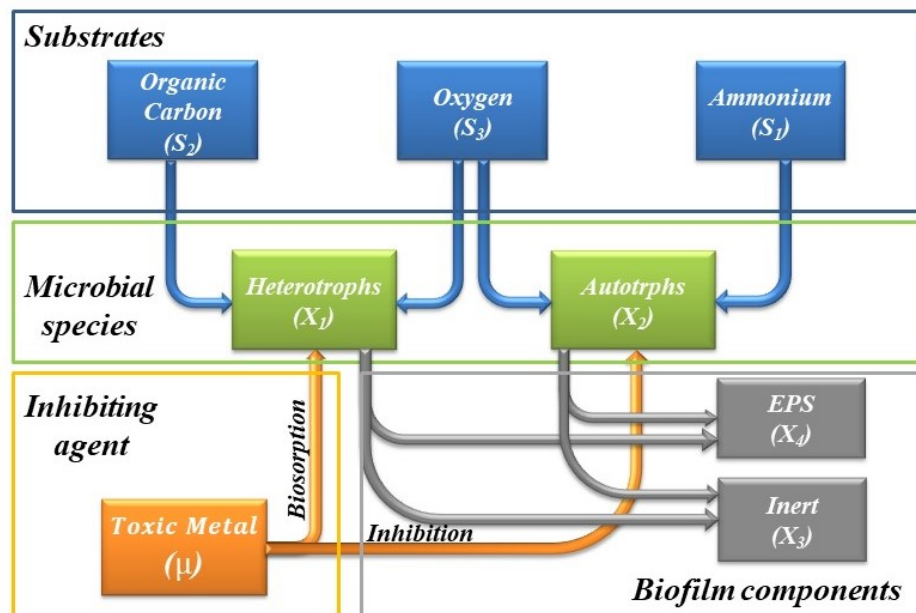 Substrates
Organic
Carbon
(S2)
Oxygen
(S3)
Ammonium
(S1)
Microbial
species
Heterotrophs
(X1)
Autotrphs
(X2)
Inhibiting
agent
Biosorption
EPS
(X4)
Toxic Metal
(μ)
Inhibition
Inert
(X3)
Biofilm components